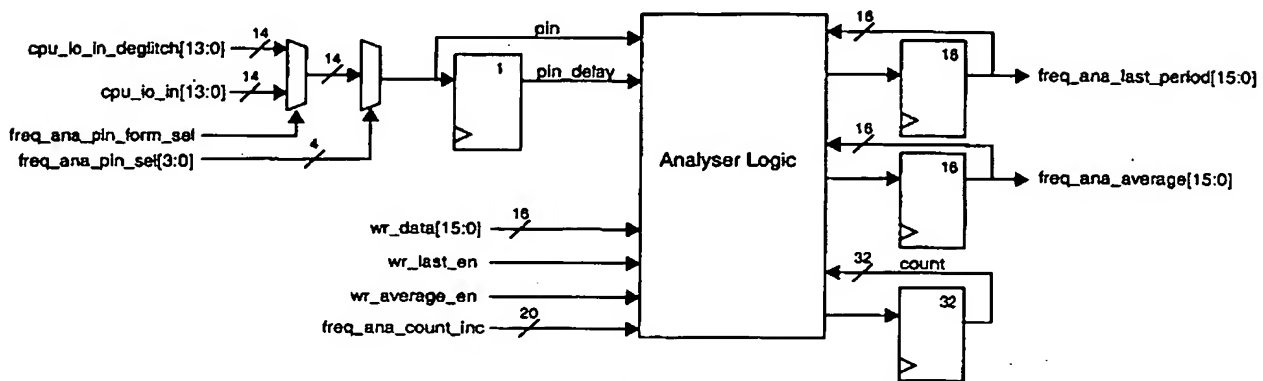 cpu_io_in_deglitch[13:0]
14
cpu_io_in[13:0]
14
14
freq_ana_pin_form_sel
freq_ana_pin_sel[3:0]
4
pin
1
pin_delay
Analyser Logic
wr_data[15:0]
16
wr_last_en
wr_average_en
freq_ana_count_inc
20
16
16
freq_ana_last_period[15:0]
16
16
freq_ana_average[15:0]
32
count
32